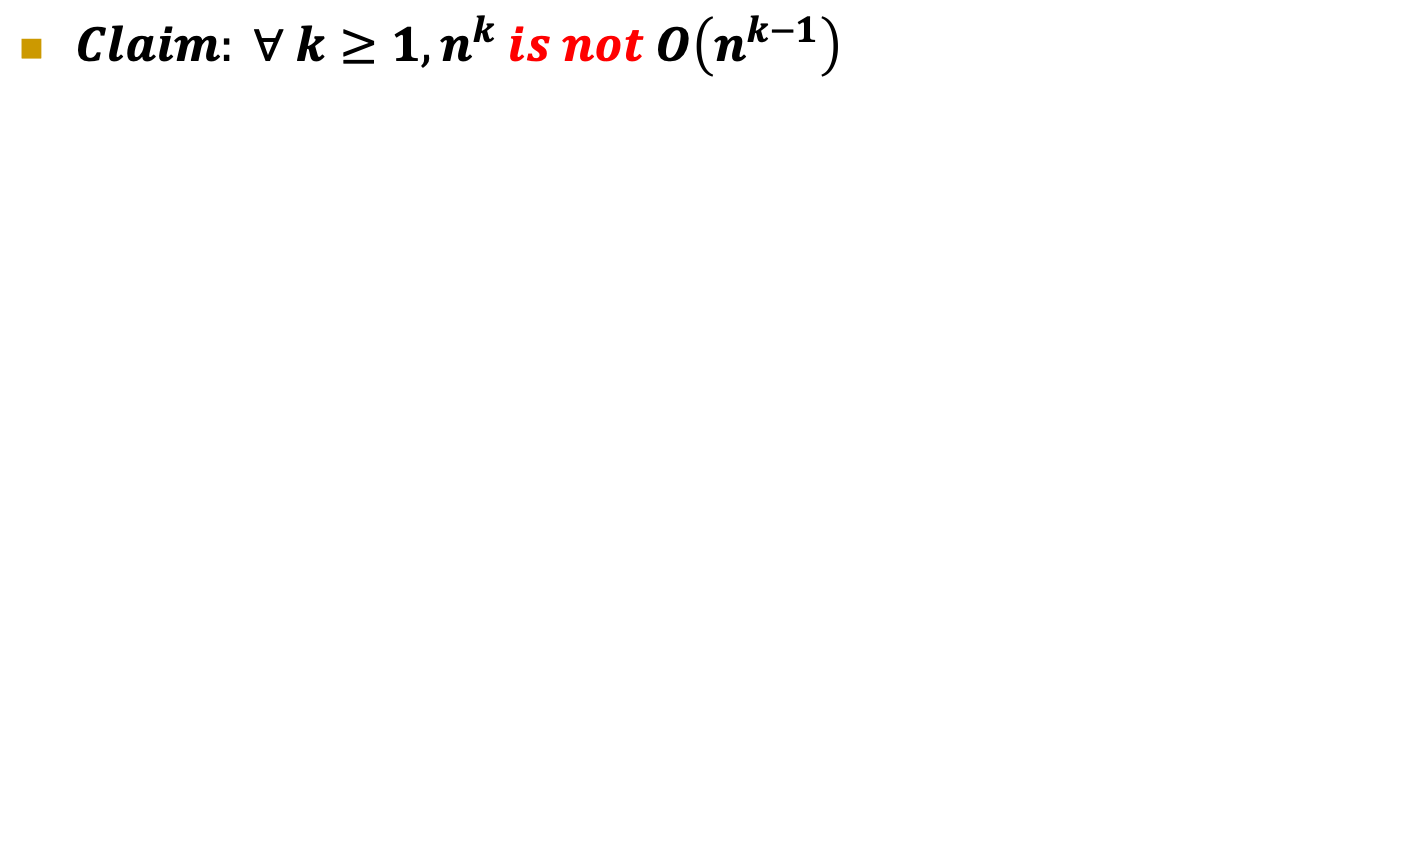 ▪ Claim: ∀ k ≥ 1, n^k is not O(n^{k−1})